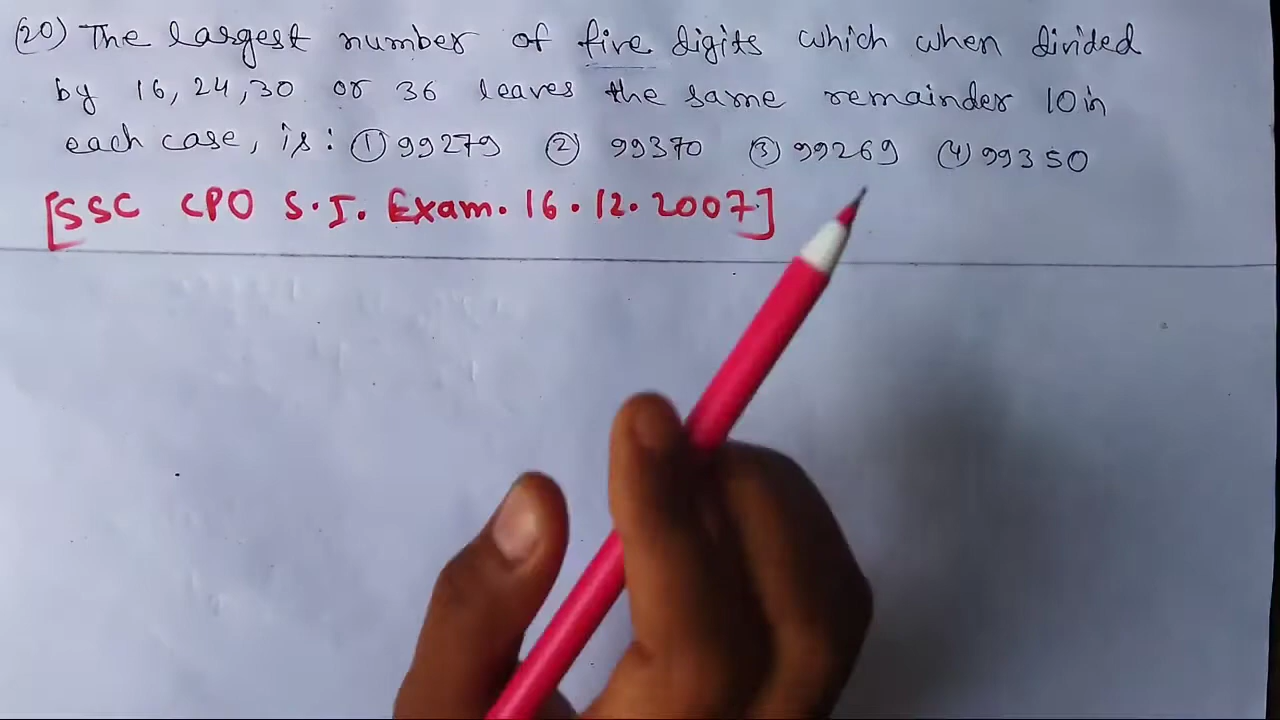 (20) The largest number of five digits which when divided
by 16, 24, 30 or 36 leaves the same remainder 10 in
each case, is: ① 99279 ② 99370 ③ 99269 (4) 99350
[SSC CPO S.I. Exam. 16.12.2007]